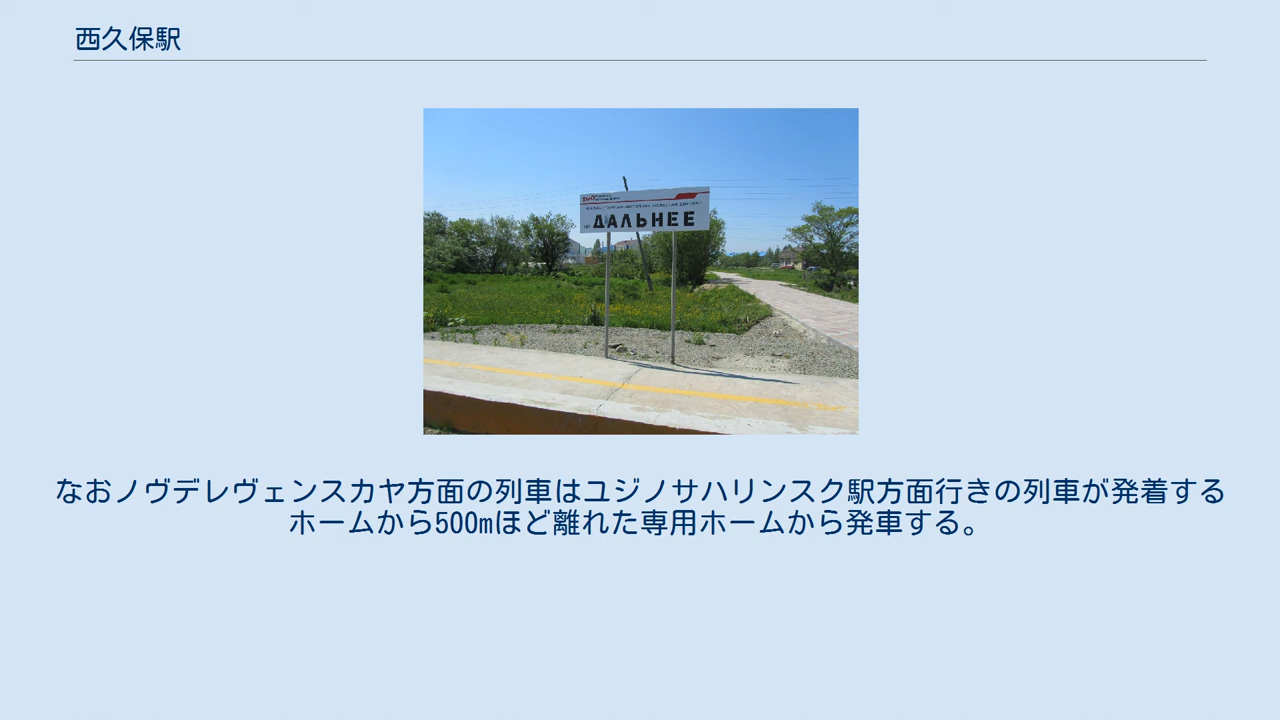 西久保駅
ДАЛЬНЕЕ
なおノヴデレヴェンスカヤ方面の列車はユジノサハリンスク駅方面行きの列車が発着する
ホームから500mほど離れた専用ホームから発車する。